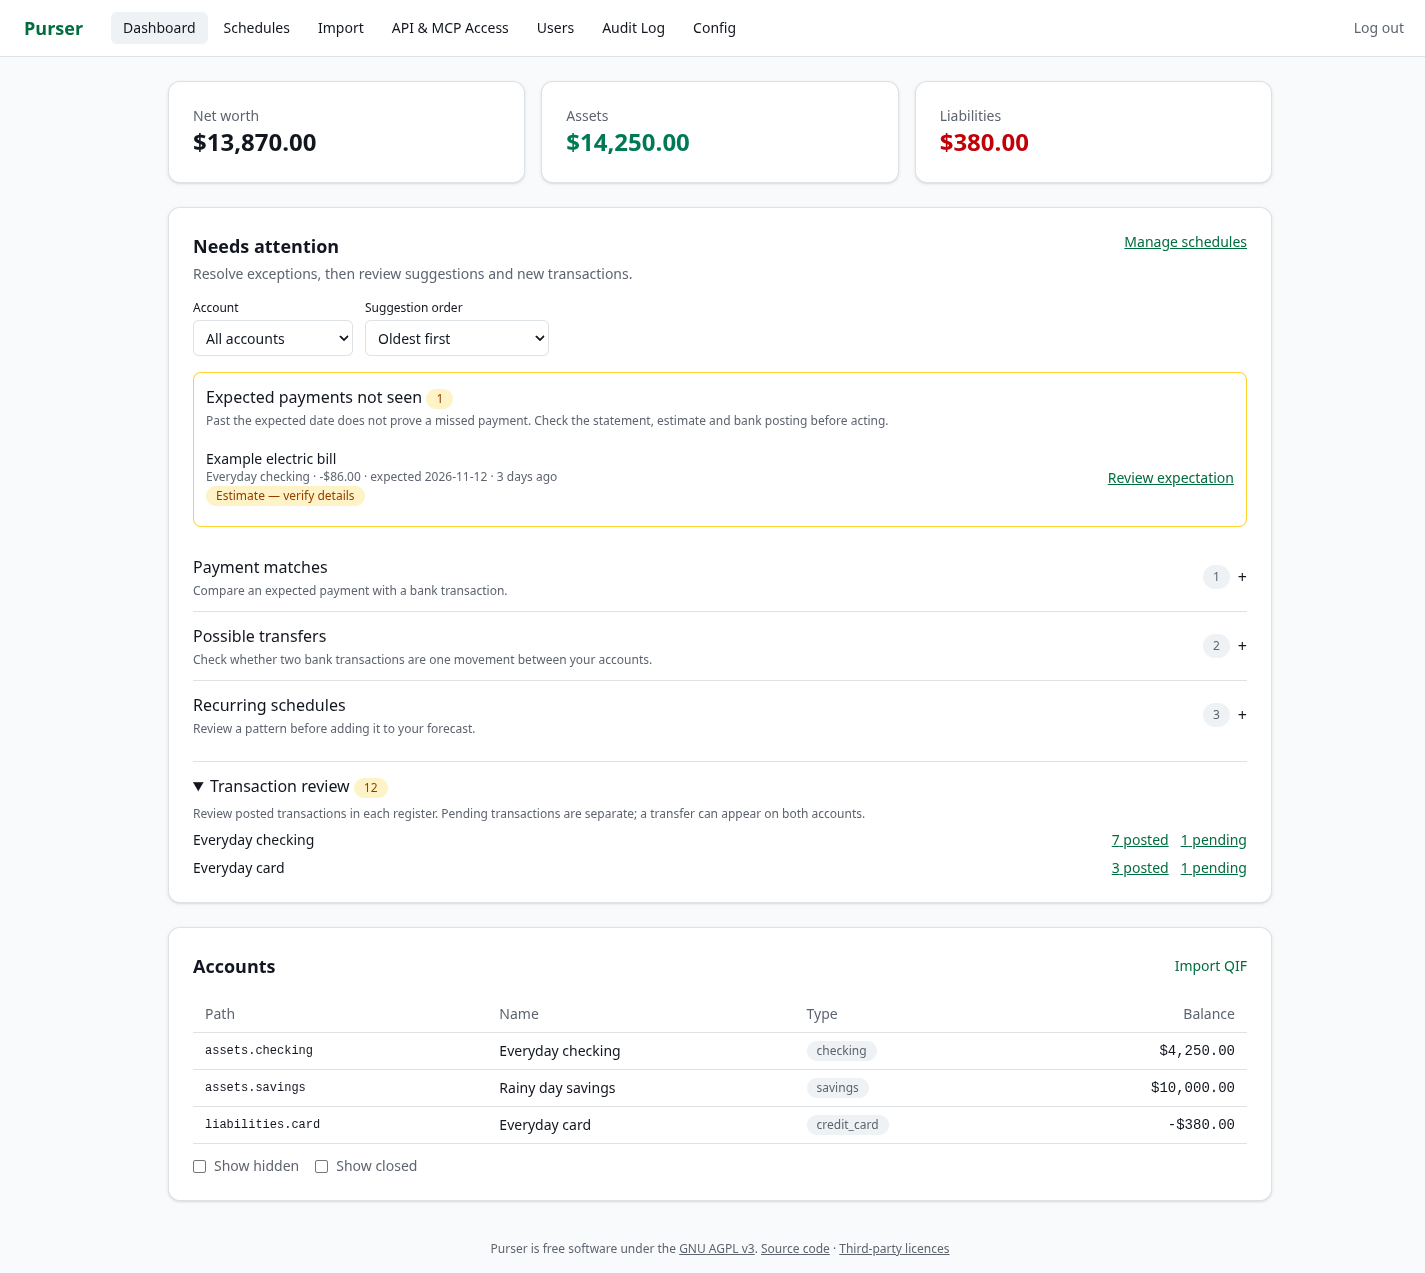 Purser Dashboard Schedules Import API & MCP Access Users Audit Log Config Log out
Net worth
$13,870.00
Assets
$14,250.00
Liabilities
$380.00
Needs attention
Manage schedules
Resolve exceptions, then review suggestions and new transactions.
Account
All accounts
Suggestion order
Oldest first
Expected payments not seen 1
Past the expected date does not prove a missed payment. Check the statement, estimate and bank posting before acting.
Example electric bill
Everyday checking · -$86.00 · expected 2026-11-12 · 3 days ago
Estimate — verify details
Review expectation
Payment matches
Compare an expected payment with a bank transaction.
1 +
Possible transfers
Check whether two bank transactions are one movement between your accounts.
2 +
Recurring schedules
Review a pattern before adding it to your forecast.
3 +
▼ Transaction review 12
Review posted transactions in each register. Pending transactions are separate; a transfer can appear on both accounts.
Everyday checking 7 posted 1 pending
Everyday card 3 posted 1 pending
Accounts
Import QIF
Path Name Type Balance
assets.checking Everyday checking checking $4,250.00
assets.savings Rainy day savings savings $10,000.00
liabilities.card Everyday card credit_card -$380.00
Show hidden Show closed
Purser is free software under the GNU AGPL v3. Source code · Third-party licences